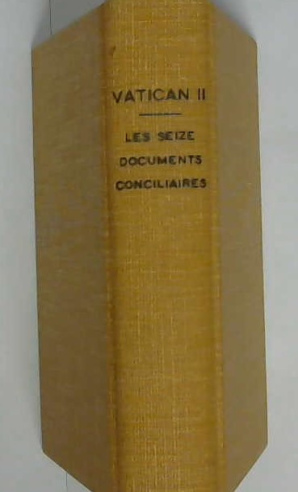 VATICAN II
LES SEIZE
DOCUMENTS
CONCILIAIRES